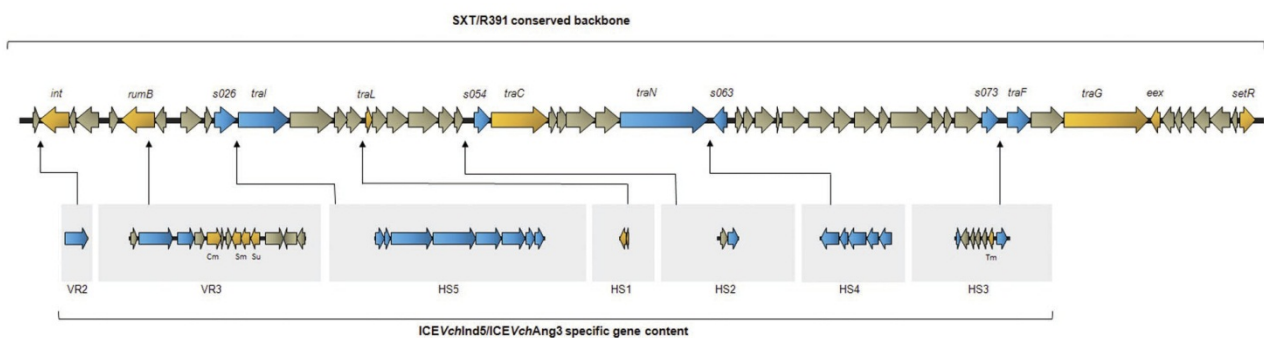 SXT/R391 conserved backbone
int rumB s026 traI traL s054 traC traN s063 s073 traF traG eex setR
Cm Sm Su Tm
VR2 VR3 HS5 HS1 HS2 HS4 HS3
ICEVchInd5/ICEVchAng3 specific gene content